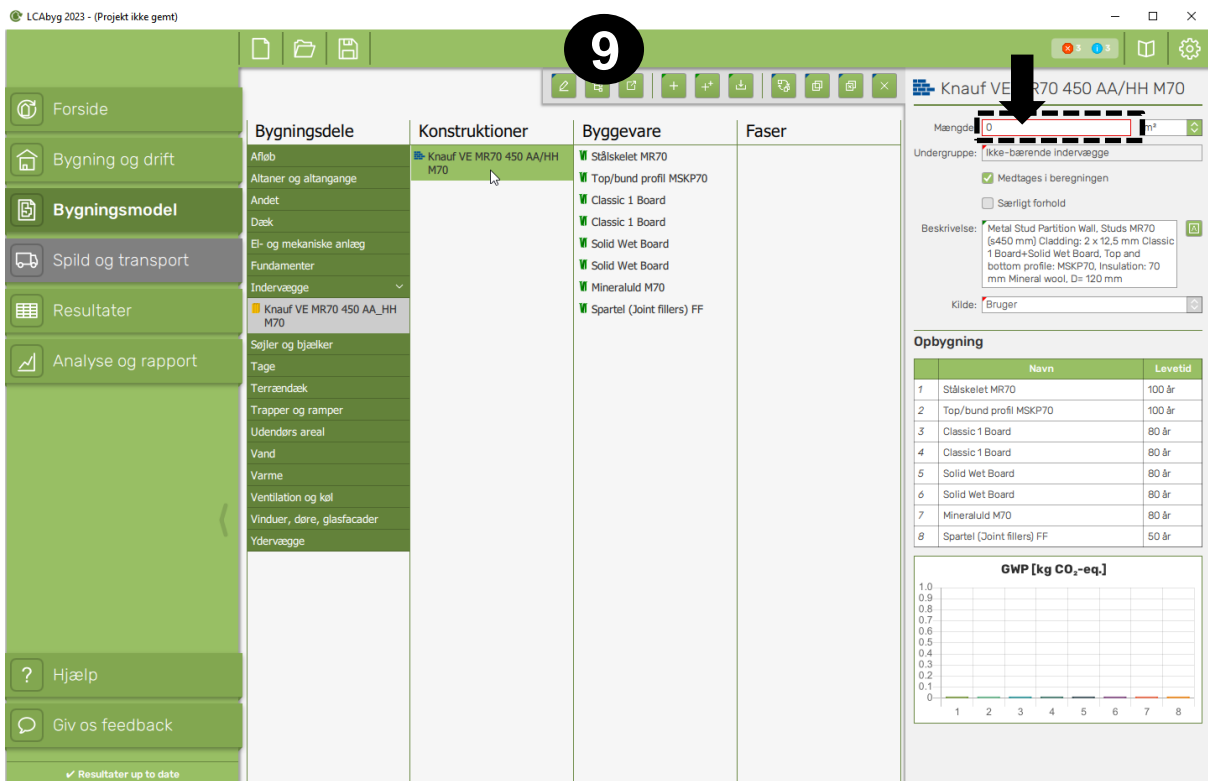 LCAbyg 2023 - (Projekt ikke gemt)
9
3
3
Forside
Bygning og drift
Bygningsmodel
Spild og transport
Resultater
Analyse og rapport
?
Hjælp
Giv os feedback
✔ Resultater up to date
Bygningsdele
Afløb
Altaner og altangange
Andet
Dæk
El- og mekaniske anlæg
Fundamenter
Indervægge
Knauf VE MR70 450 AA_HH
M70
Søjler og bjælker
Tage
Terrændæk
Trapper og ramper
Udendørs areal
Vand
Varme
Ventilation og køl
Vinduer, døre, glasfacader
Ydervægge
Konstruktioner
Knauf VE MR70 450 AA/HH
M70
Byggevare
Stålskelet MR70
Top/bund profil MSKP70
Classic 1 Board
Classic 1 Board
Solid Wet Board
Solid Wet Board
Mineraluld M70
Spartel (Joint fillers) FF
Faser
Knauf VE R70 450 AA/HH M70
Mængde 0 m²
Undergruppe: Ikke-bærende indervægge
Medtages i beregningen
Særligt forhold
Beskrivelse: Metal Stud Partition Wall, Studs MR70
(s450 mm) Cladding: 2 x 12,5 mm Classic
1 Board+Solid Wet Board, Top and
bottom profile: MSKP70, Insulation: 70
mm Mineral wool, D= 120 mm
Kilde: Bruger
Opbygning
Navn Levetid
1 Stålskelet MR70 100 år
2 Top/bund profil MSKP70 100 år
3 Classic 1 Board 80 år
4 Classic 1 Board 80 år
5 Solid Wet Board 80 år
6 Solid Wet Board 80 år
7 Mineraluld M70 80 år
8 Spartel (Joint fillers) FF 50 år
GWP [kg CO₂-eq.]
1.0
0.9
0.8
0.7
0.6
0.5
0.4
0.3
0.2
0.1
0
1 2 3 4 5 6 7 8